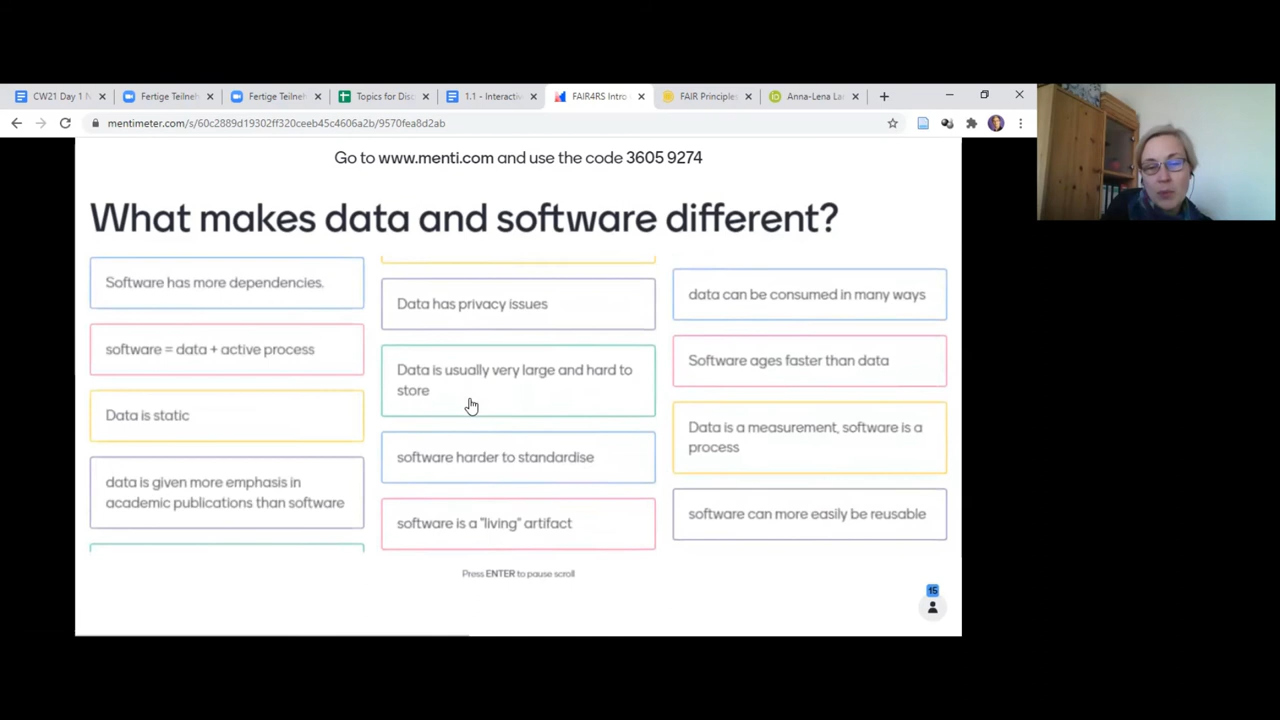 CW21 Day 1 N
Fertige Teilneh
Fertige Teilneh
Topics for Disc
1.1 - Interacti
FAIR4RS Intro
FAIR Principles
Anna-Lena La
mentimeter.com/s/60c2889d19302ff320ceeb45c4606a2b/9570fea8d2ab
Go to www.menti.com and use the code 3605 9274
What makes data and software different?
Software has more dependencies.
software = data + active process
Data is static
data is given more emphasis in
academic publications than software
Data has privacy issues
Data is usually very large and hard to
store
software harder to standardise
software is a "living" artifact
data can be consumed in many ways
Software ages faster than data
Data is a measurement, software is a
process
software can more easily be reusable
Press ENTER to pause scroll
15